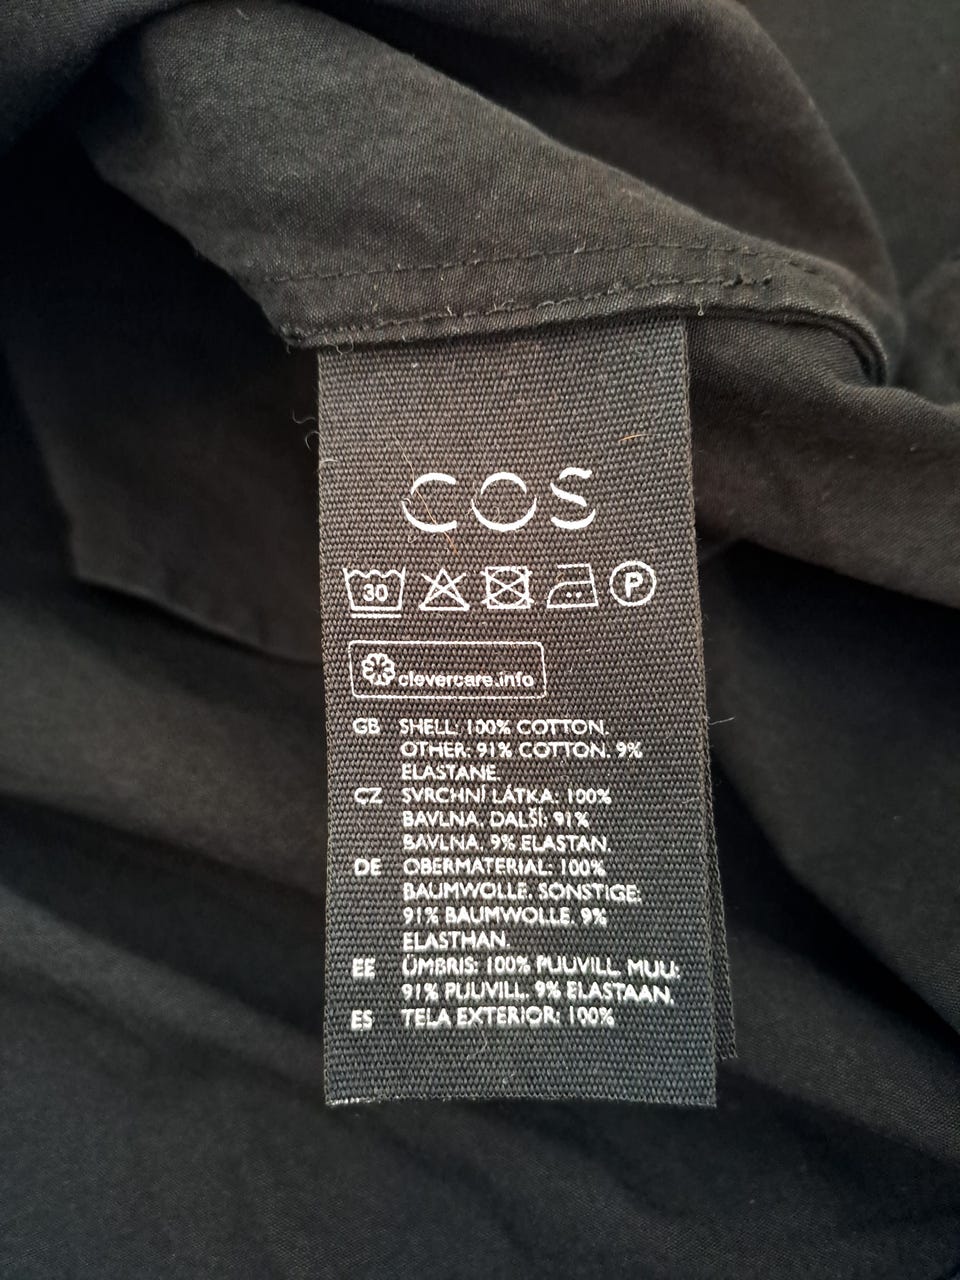 COS
30 P
clevercare.info
GB SHELL: 100% COTTON.
OTHER: 91% COTTON. 9%
ELASTANE.
CZ SVRCHNÍ LÁTKA: 100%
BAVLNA. DALŠÍ: 91%
BAVLNA. 9% ELASTAN.
DE OBERMATERIAL: 100%
BAUMWOLLE. SONSTIGE:
91% BAUMWOLLE. 9%
ELASTHAN.
EE ÜMBRIS: 100% PUUVILL. MUU:
91% PUUVILL. 9% ELASTAAN.
ES TELA EXTERIOR: 100%